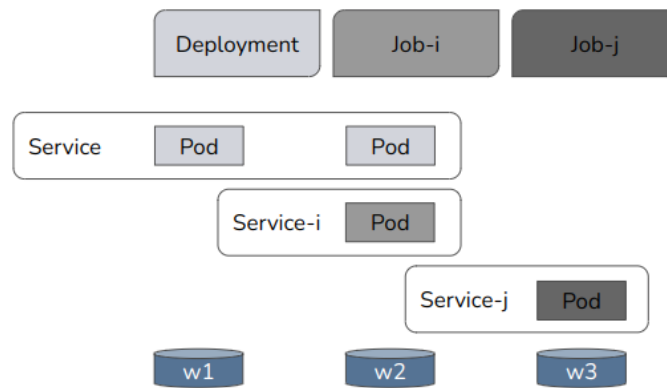 Deployment
Job-i
Job-j
Service
Pod
Pod
Service-i
Pod
Service-j
Pod
w1
w2
w3